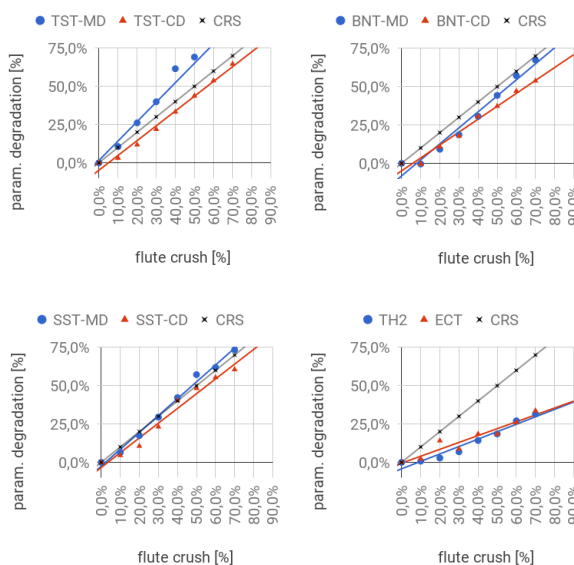 TST-MD TST-CD CRS
75,0%
50,0%
25,0%
0,0%
param. degradation [%]
0,0% 10,0% 20,0% 30,0% 40,0% 50,0% 60,0% 70,0% 80,0% 90,0%
flute crush [%]
BNT-MD BNT-CD CRS
75,0%
50,0%
25,0%
0,0%
param. degradation [%]
0,0% 10,0% 20,0% 30,0% 40,0% 50,0% 60,0% 70,0% 80,0% 90,0%
flute crush [%]
SST-MD SST-CD CRS
75,0%
50,0%
25,0%
0,0%
param. degradation [%]
0,0% 10,0% 20,0% 30,0% 40,0% 50,0% 60,0% 70,0% 80,0% 90,0%
flute crush [%]
TH2 ECT CRS
75,0%
50,0%
25,0%
0,0%
param. degradation [%]
0,0% 10,0% 20,0% 30,0% 40,0% 50,0% 60,0% 70,0% 80,0% 90,0%
flute crush [%]